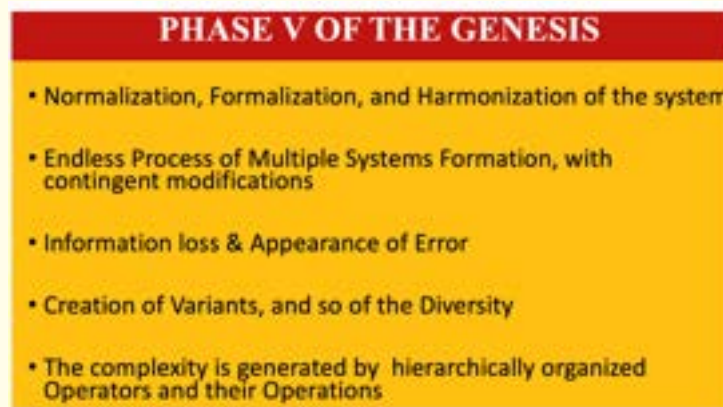 PHASE V OF THE GENESIS
• Normalization, Formalization, and Harmonization of the system
• Endless Process of Multiple Systems Formation, with
contingent modifications
• Information loss & Appearance of Error
• Creation of Variants, and so of the Diversity
• The complexity is generated by hierarchically organized
Operators and their Operations